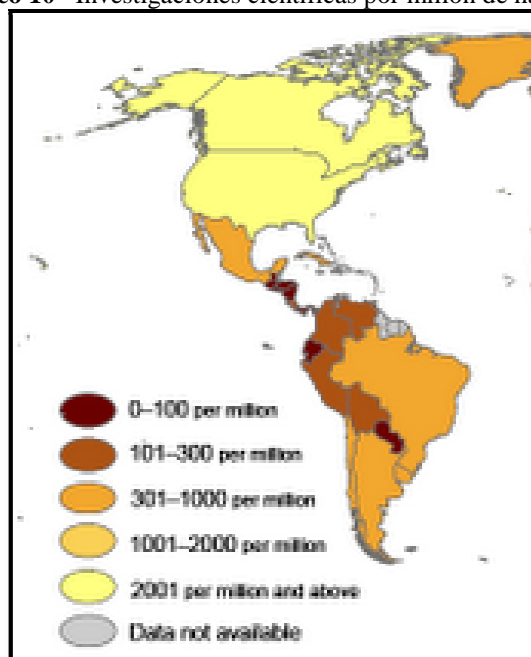 10 Investigaciones científicas por millón de
0–100 per million
101–300 per million
301–1000 per million
1001–2000 per million
2001 per million and above
Data not available